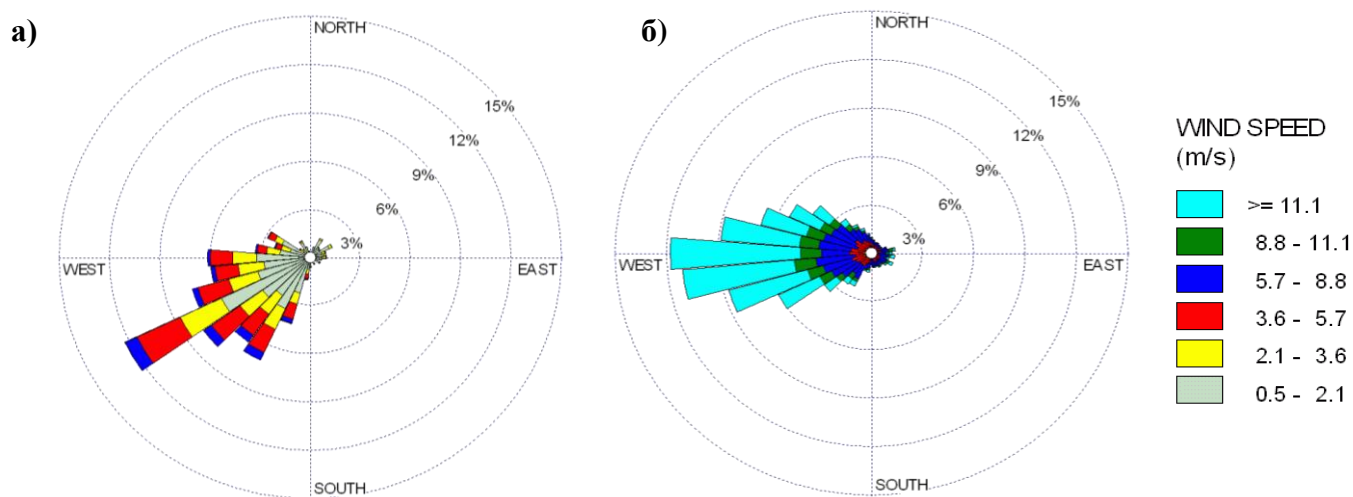 а)
NORTH
15%
12%
9%
6%
3%
WEST
EAST
SOUTH
б)
NORTH
15%
12%
9%
6%
3%
WEST
EAST
SOUTH
WIND SPEED
(m/s)
>= 11.1
8.8 - 11.1
5.7 - 8.8
3.6 - 5.7
2.1 - 3.6
0.5 - 2.1